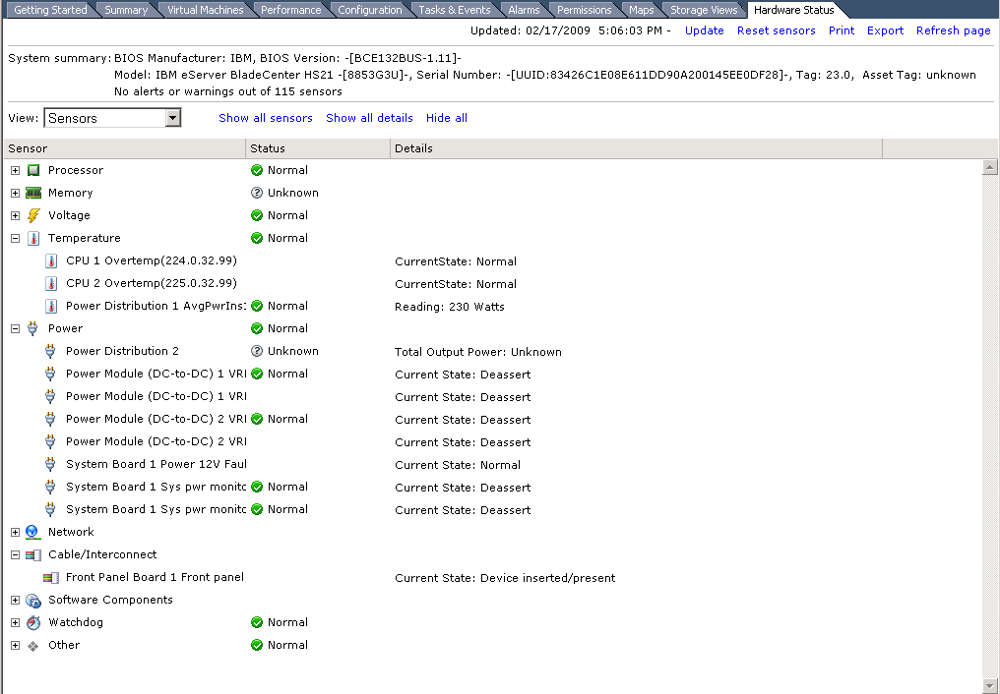 Getting Started Summary Virtual Machines Performance Configuration Tasks & Events Alarms Permissions Maps Storage Views Hardware Status
Updated: 02/17/2009 5:06:03 PM - Update Reset sensors Print Export Refresh page
System summary: BIOS Manufacturer: IBM, BIOS Version: -[BCE132BUS-1.11]-
Model: IBM eServer BladeCenter HS21 -[8853G3U]-, Serial Number: -[UUID:83426C1E08E611DD90A200145EE0DF28]-, Tag: 23.0, Asset Tag: unknown
No alerts or warnings out of 115 sensors
View: Sensors Show all sensors Show all details Hide all
Sensor Status Details
Processor Normal
Memory Unknown
Voltage Normal
Temperature Normal
CPU 1 Overtemp(224.0.32.99) CurrentState: Normal
CPU 2 Overtemp(225.0.32.99) CurrentState: Normal
Power Distribution 1 AvgPwrIns: Normal Reading: 230 Watts
Power Normal
Power Distribution 2 Unknown Total Output Power: Unknown
Power Module (DC-to-DC) 1 VRI Normal Current State: Deassert
Power Module (DC-to-DC) 1 VRI Current State: Deassert
Power Module (DC-to-DC) 2 VRI Normal Current State: Deassert
Power Module (DC-to-DC) 2 VRI Current State: Deassert
System Board 1 Power 12V Faul Current State: Normal
System Board 1 Sys pwr monito Normal Current State: Deassert
System Board 1 Sys pwr monito Normal Current State: Deassert
Network
Cable/Interconnect
Front Panel Board 1 Front panel Current State: Device inserted/present
Software Components
Watchdog Normal
Other Normal